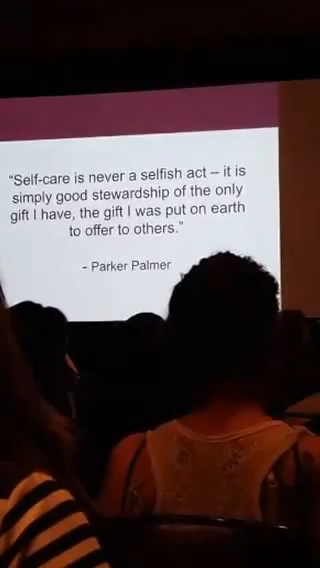 “Self-care is never a selfish act – it is
simply good stewardship of the only
gift I have, the gift I was put on earth
to offer to others.”
- Parker Palmer